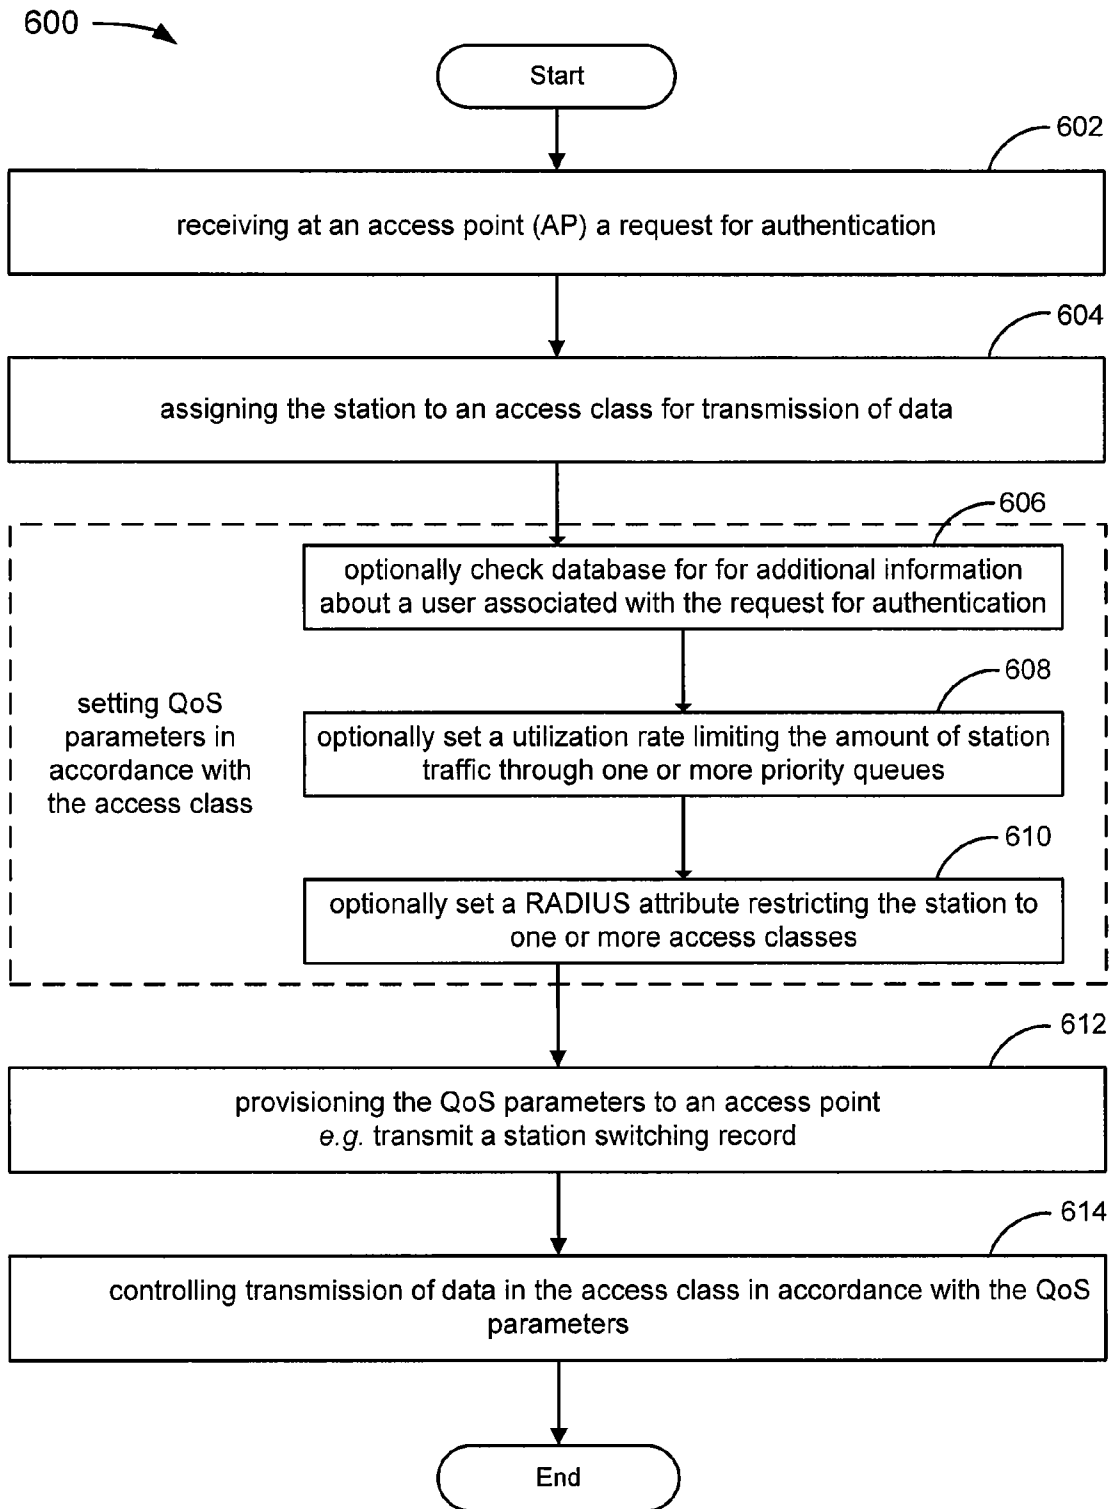 600
Start
602
receiving at an access point (AP) a request for authentication
604
assigning the station to an access class for transmission of data
606
optionally check database for for additional information
about a user associated with the request for authentication
608
setting QoS
parameters in
accordance with
the access class
optionally set a utilization rate limiting the amount of station
traffic through one or more priority queues
610
optionally set a RADIUS attribute restricting the station to
one or more access classes
612
provisioning the QoS parameters to an access point
e.g. transmit a station switching record
614
controlling transmission of data in the access class in accordance with the QoS
parameters
End